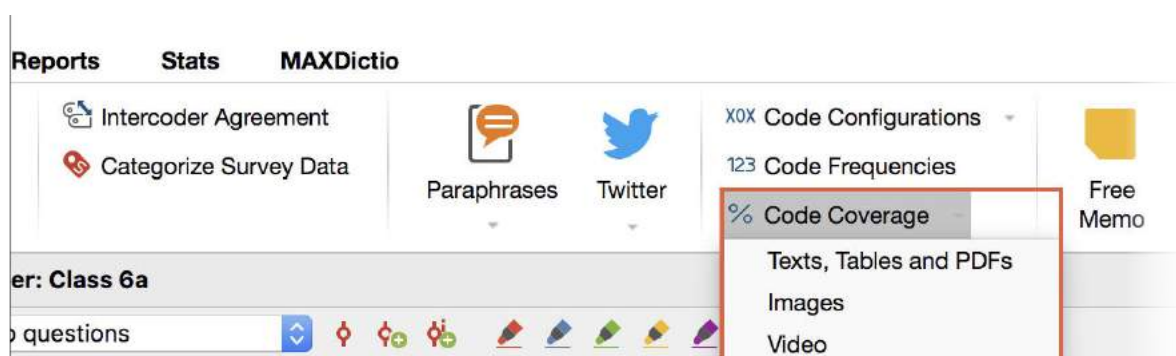 Reports Stats MAXDictio
Intercoder Agreement
Categorize Survey Data
Paraphrases
Twitter
XOX Code Configurations
123 Code Frequencies
% Code Coverage
Texts, Tables and PDFs
Images
Video
Free
Memo
er: Class 6a
questions